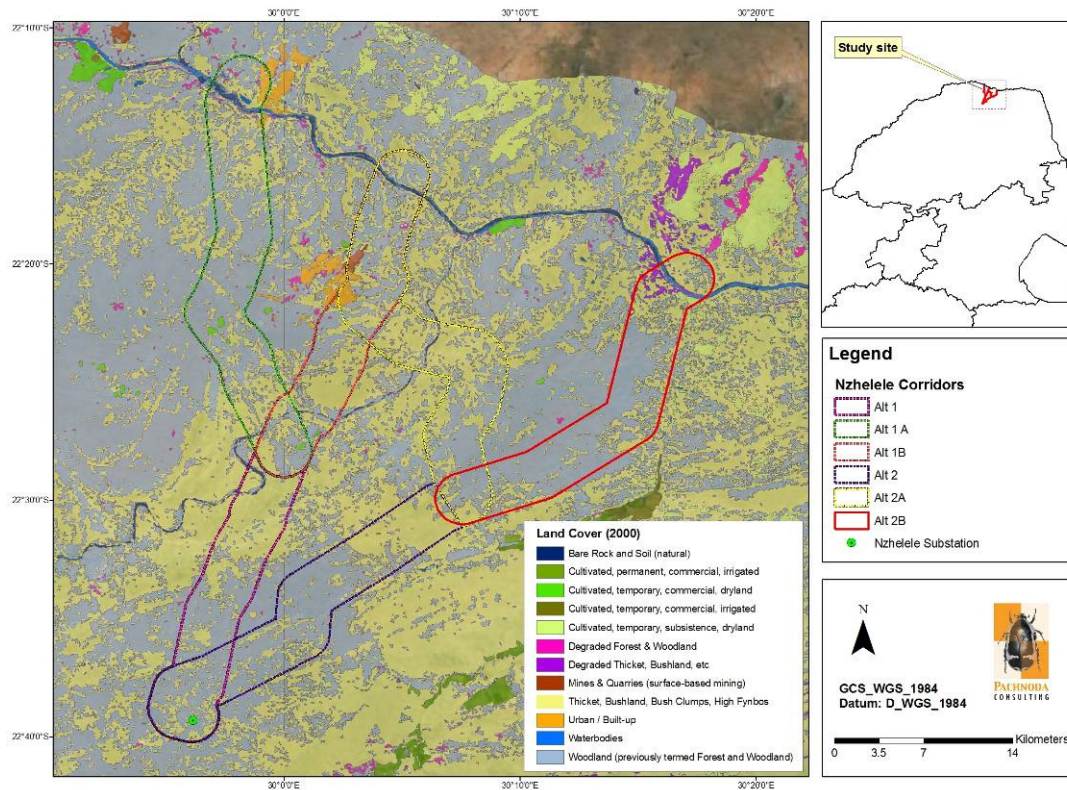 30°0'0"E
30°10'0"E
30°20'0"E
22°10'0"S
22°20'0"S
22°30'0"S
22°40'0"S
30°0'0"E
30°10'0"E
30°20'0"E
Land Cover (2000)
Bare Rock and Soil (natural)
Cultivated, permanent, commercial, irrigated
Cultivated, temporary, commercial, dryland
Cultivated, temporary, commercial, irrigated
Cultivated, temporary, subsistence, dryland
Degraded Forest & Woodland
Degraded Thicket, Bushland, etc
Mines & Quarries (surface-based mining)
Thicket, Bushland, Bush Clumps, High Fynbos
Urban / Built-up
Waterbodies
Woodland (previously termed Forest and Woodland)
Study site
Legend
Nzhelele Corridors
Alt 1
Alt 1 A
Alt 1B
Alt 2
Alt 2A
Alt 2B
Nzhelele Substation
N
GCS_WGS_1984
Datum: D_WGS_1984
PACHNODA
CONSULTING
Kilometers
0 3.5 7 14